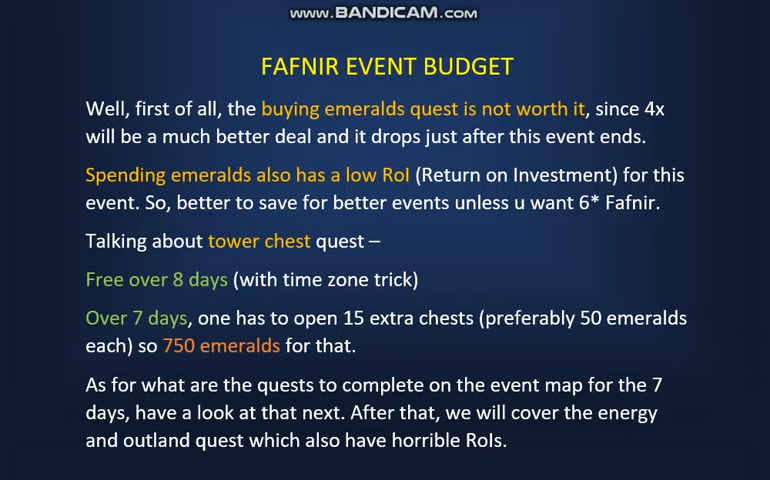 www.BANDICAM.com
FAFNIR EVENT BUDGET
Well, first of all, the buying emeralds quest is not worth it, since 4x
will be a much better deal and it drops just after this event ends.
Spending emeralds also has a low RoI (Return on Investment) for this
event. So, better to save for better events unless u want 6* Fafnir.
Talking about tower chest quest –
Free over 8 days (with time zone trick)
Over 7 days, one has to open 15 extra chests (preferably 50 emeralds
each) so 750 emeralds for that.
As for what are the quests to complete on the event map for the 7
days, have a look at that next. After that, we will cover the energy
and outland quest which also have horrible RoIs.